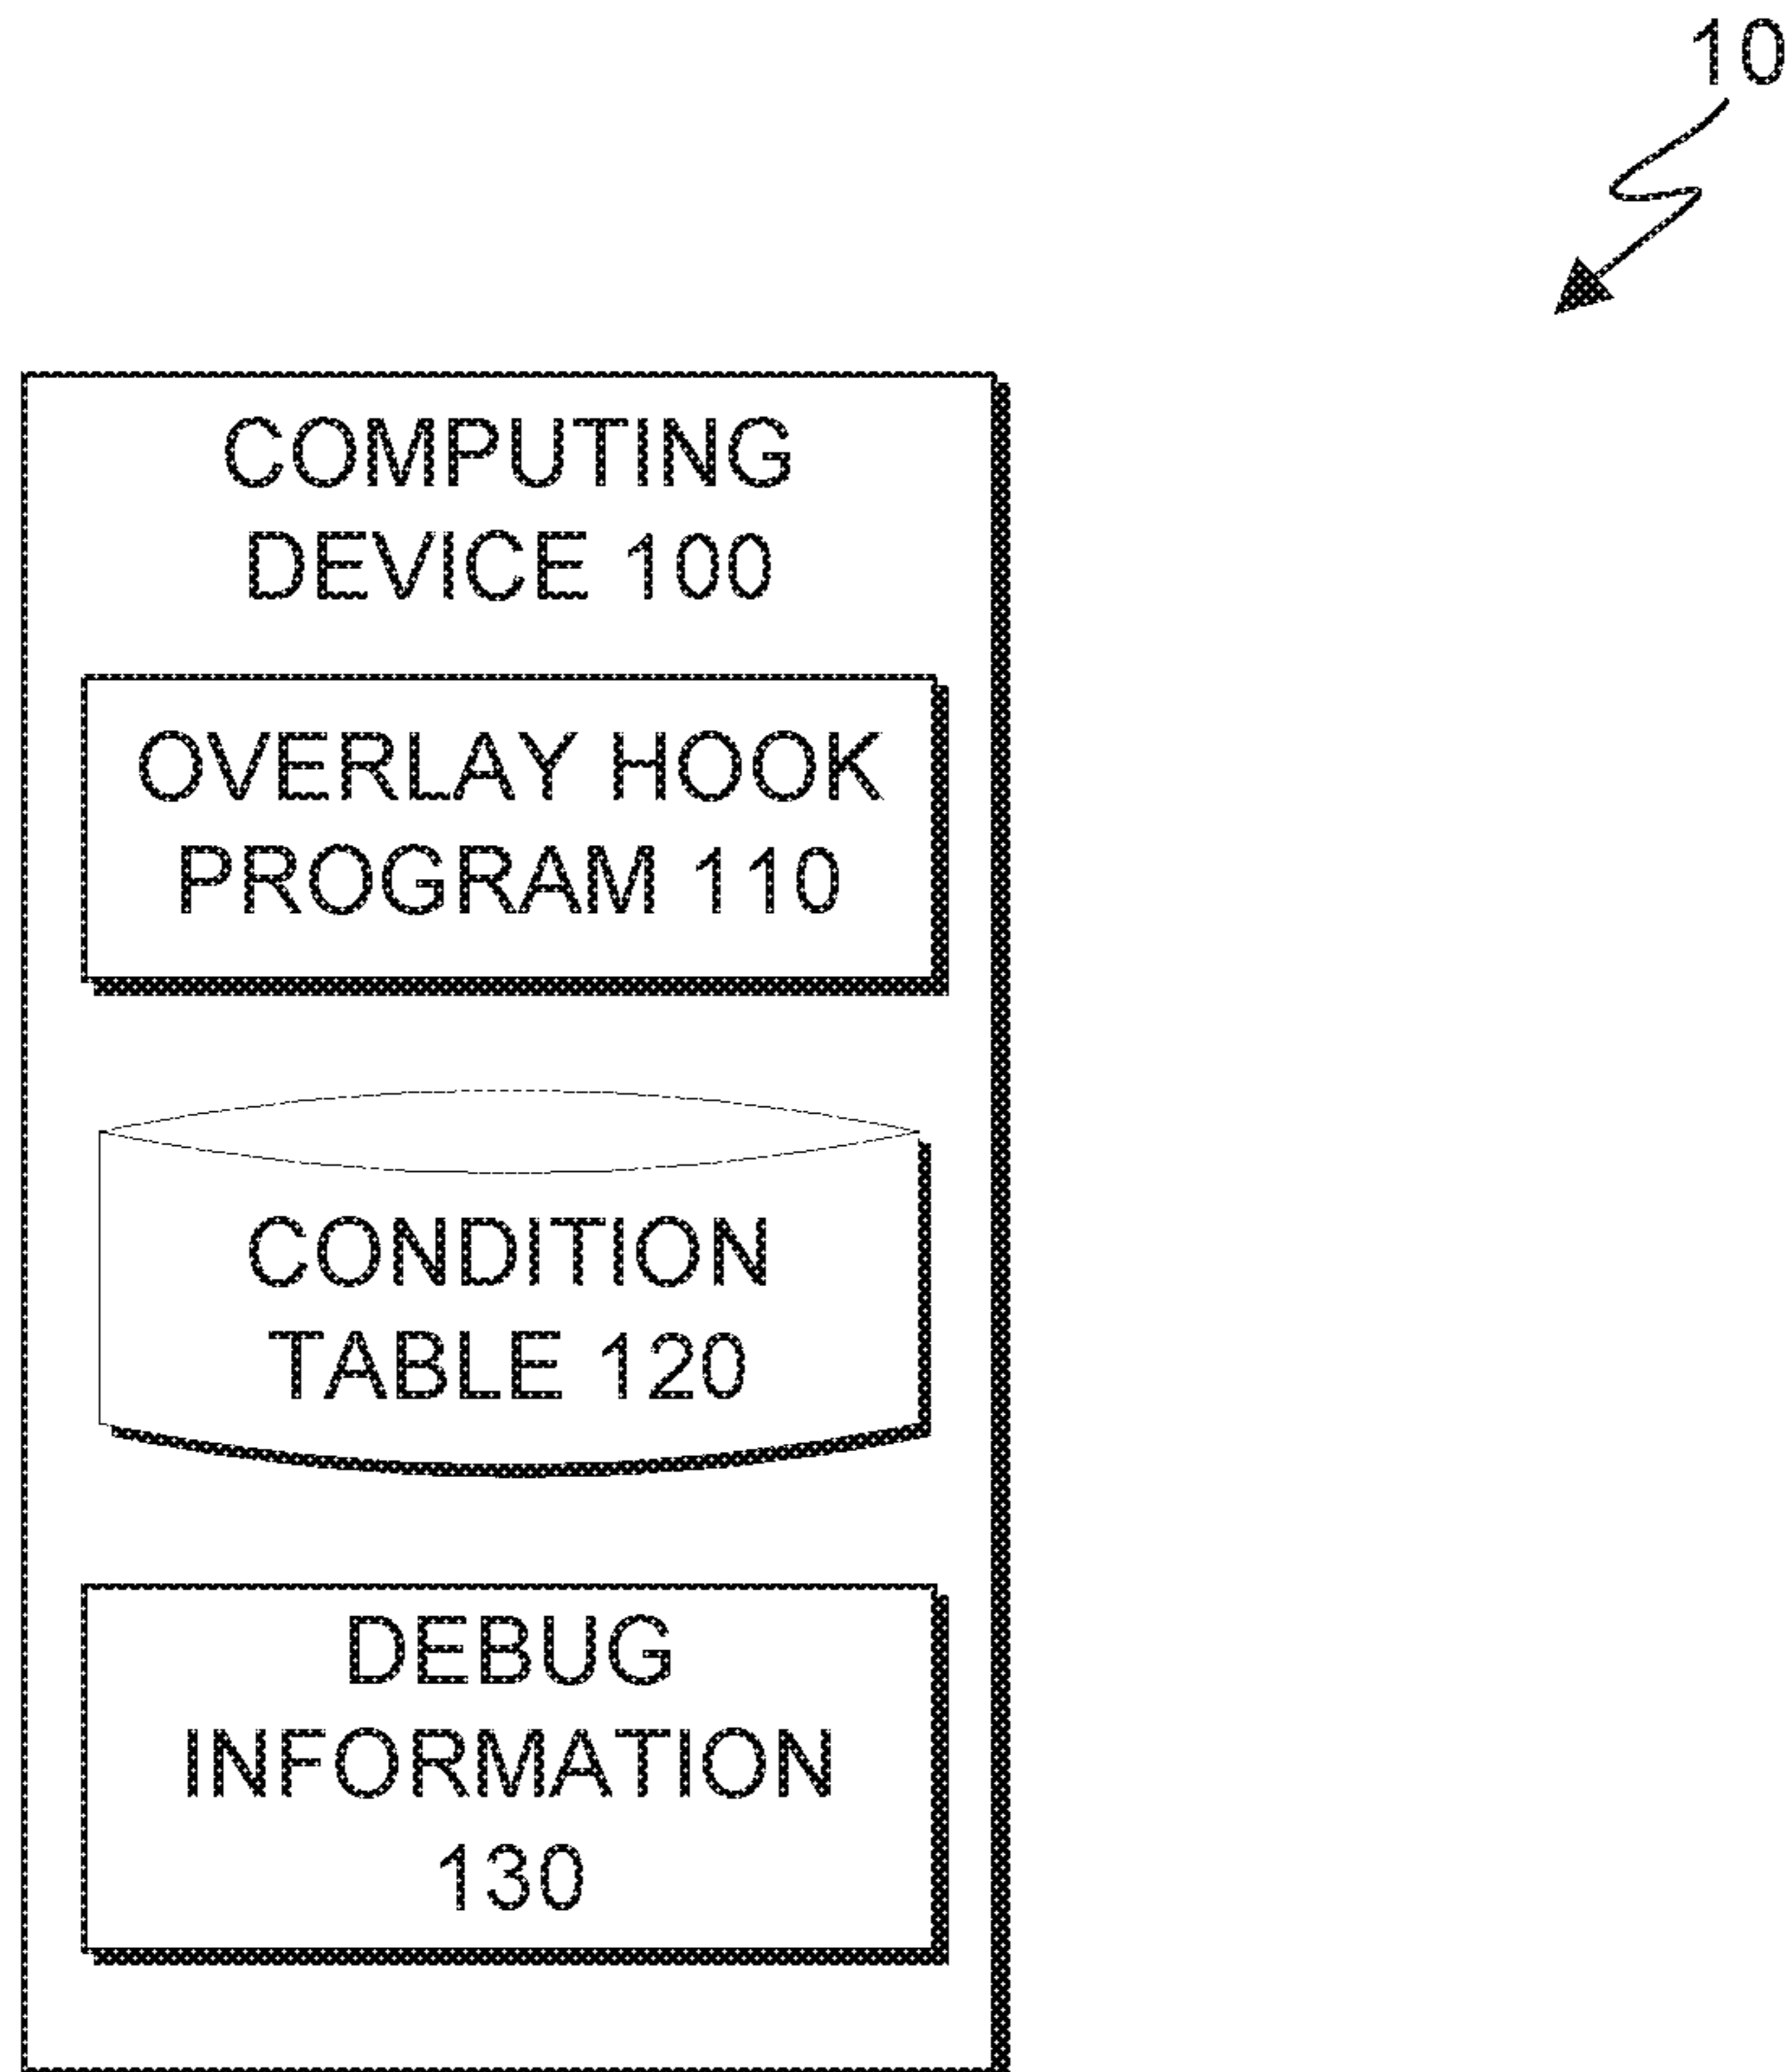 10
COMPUTING
DEVICE 100
OVERLAY HOOK
PROGRAM 110
CONDITION
TABLE 120
DEBUG
INFORMATION
130